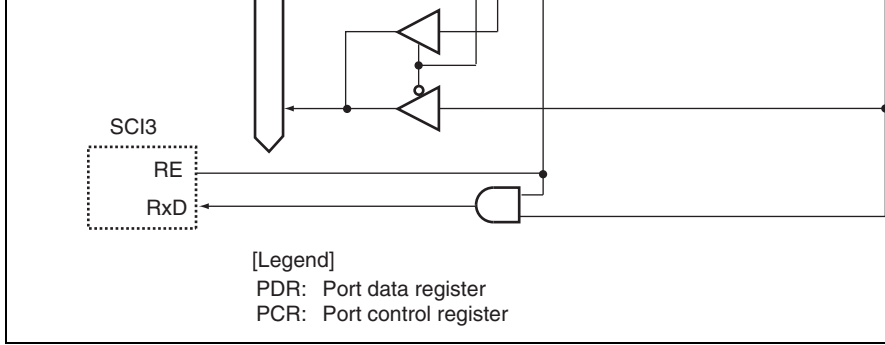 SCI3
RE
RxD
[Legend]
PDR: Port data register
PCR: Port control register